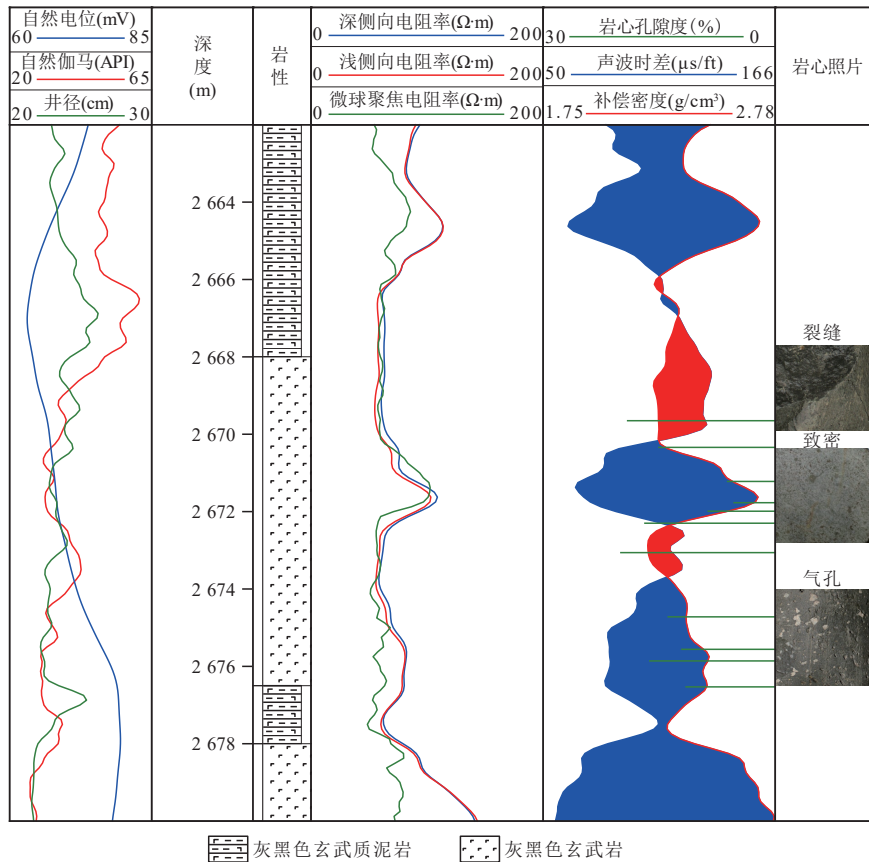 自然电位(mV)
60 85
自然伽马(API)
20 65
井径(cm)
20 30
深度(m)
岩性
深侧向电阻率(Ω·m)
0 200
浅侧向电阻率(Ω·m)
0 200
微球聚焦电阻率(Ω·m)
0 200
岩心孔隙度(%)
30 0
声波时差(μs/ft)
50 166
补偿密度(g/cm³)
1.75 2.78
岩心照片
2 664
2 666
2 668
2 670
2 672
2 674
2 676
2 678
裂缝
致密
气孔
灰黑色玄武质泥岩
灰黑色玄武岩